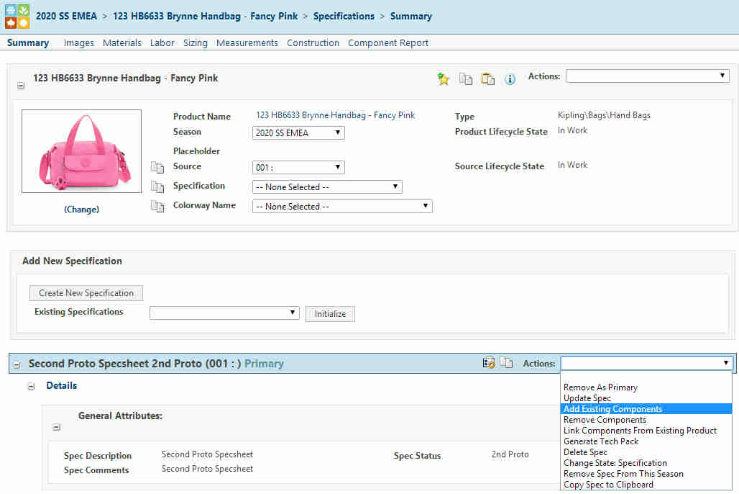 2020 SS EMEA > 123 HB6633 Brynne Handbag - Fancy Pink > Specifications > Summary
Summary Images Materials Labor Sizing Measurements Construction Component Report
123 HB6633 Brynne Handbag - Fancy Pink
Actions:
Product Name 123 HB6633 Brynne Handbag - Fancy Pink Type Kipling\Bags\Hand Bags
Season 2020 SS EMEA Product Lifecycle State In Work
Placeholder
Source 001 : Source Lifecycle State In Work
Specification -- None Selected --
Colorway Name -- None Selected --
(Change)
Add New Specification
Create New Specification
Existing Specifications Initialize
Second Proto Specsheet 2nd Proto (001 : ) Primary Actions:
Details
General Attributes:
Spec Description Second Proto Specsheet Spec Status 2nd Proto
Spec Comments Second Proto Specsheet
Remove As Primary
Update Spec
Add Existing Components
Remove Components
Link Components From Existing Product
Generate Tech Pack
Delete Spec
Change State: Specification
Remove Spec From This Season
Copy Spec to Clipboard